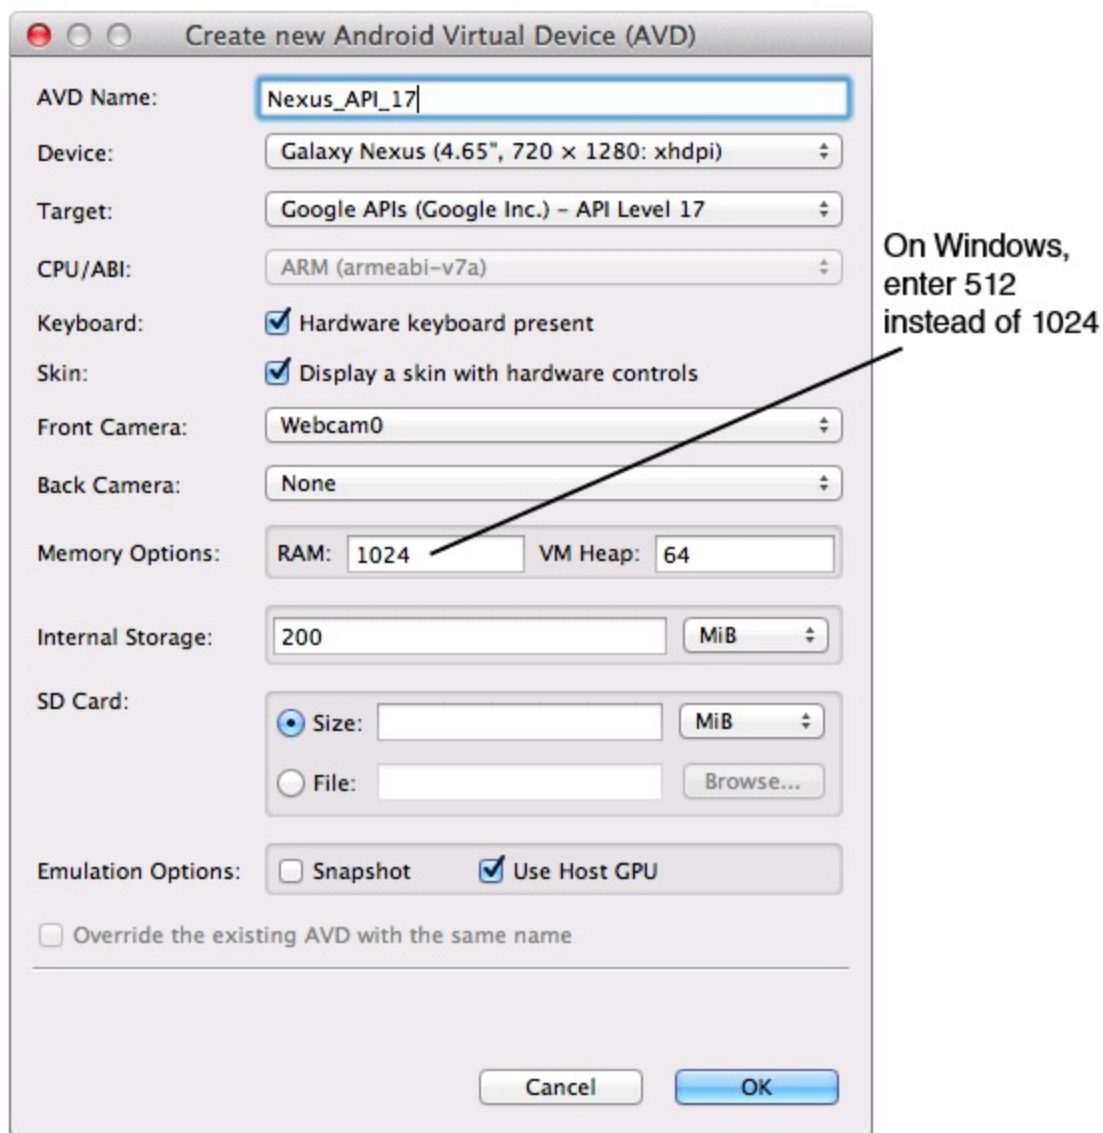 Create new Android Virtual Device (AVD)
AVD Name: Nexus_API_17
Device: Galaxy Nexus (4.65", 720 × 1280: xhdpi)
Target: Google APIs (Google Inc.) – API Level 17
CPU/ABI: ARM (armeabi-v7a)
Keyboard: Hardware keyboard present
Skin: Display a skin with hardware controls
Front Camera: Webcam0
Back Camera: None
Memory Options: RAM: 1024 VM Heap: 64
Internal Storage: 200 MiB
SD Card:
Size: MiB
File: Browse...
Emulation Options: Snapshot Use Host GPU
Override the existing AVD with the same name
Cancel OK
On Windows,
enter 512
instead of 1024